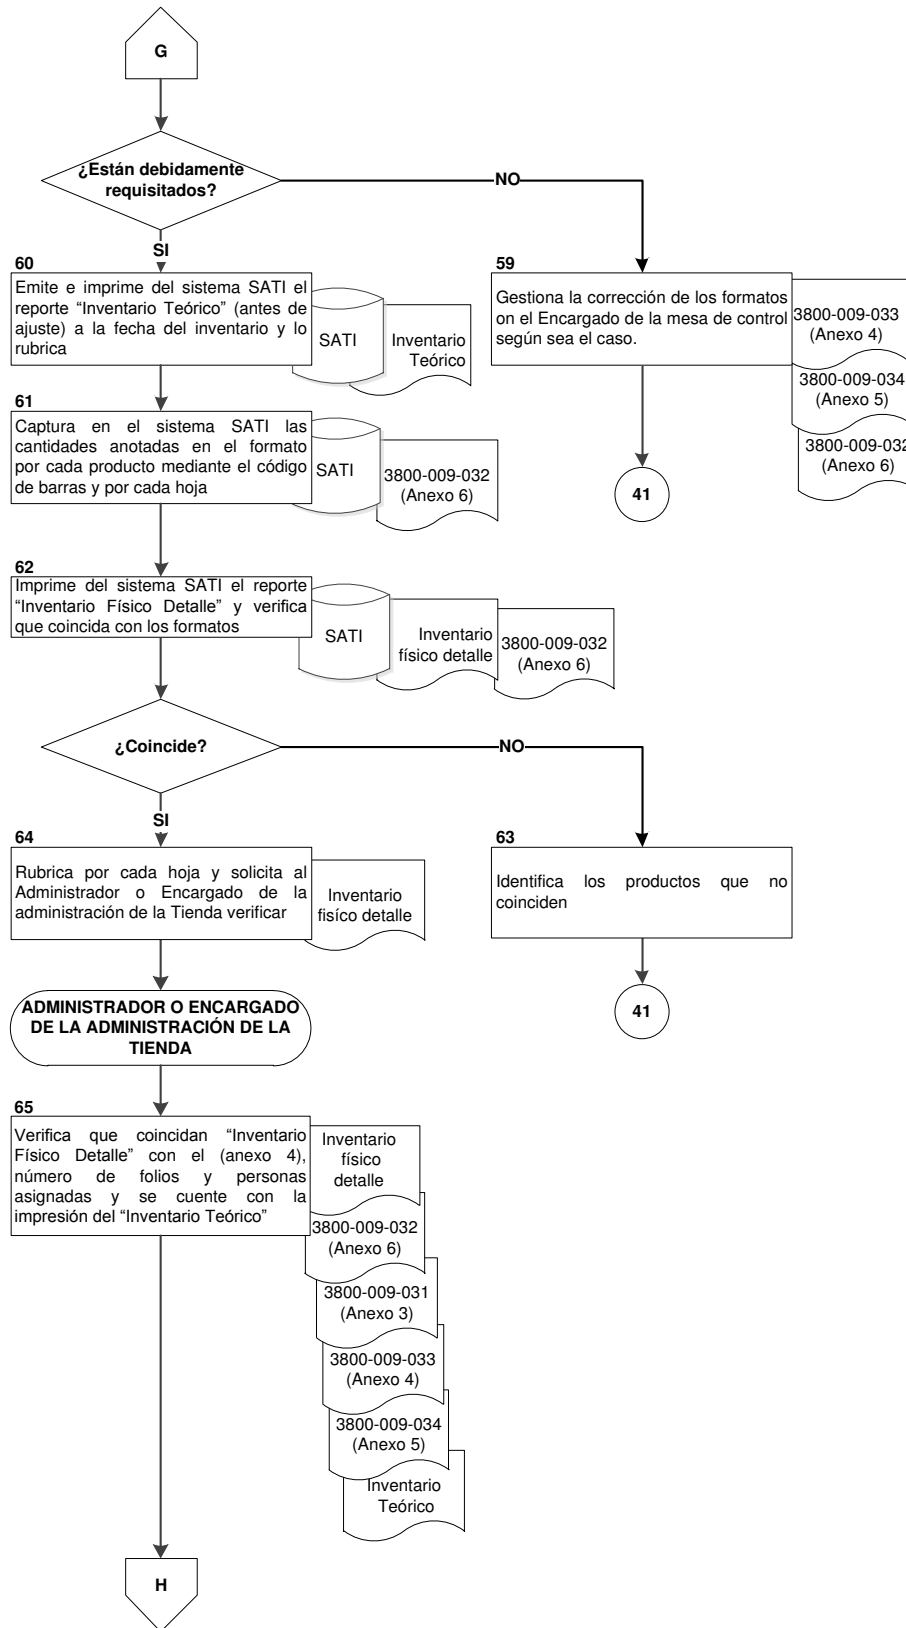 G
¿Están debidamente
requisitados?
NO
SI
60
Emite e imprime del sistema SATI el
reporte “Inventario Teórico” (antes de
ajuste) a la fecha del inventario y lo
rubrica
SATI
Inventario
Teórico
59
Gestiona la corrección de los formatos
on el Encargado de la mesa de control
según sea el caso.
3800-009-033
(Anexo 4)
3800-009-034
(Anexo 5)
3800-009-032
(Anexo 6)
41
61
Captura en el sistema SATI las
cantidades anotadas en el formato
por cada producto mediante el código
de barras y por cada hoja
SATI
3800-009-032
(Anexo 6)
62
Imprime del sistema SATI el reporte
“Inventario Físico Detalle” y verifica
que coincida con los formatos
SATI
Inventario
físico detalle
3800-009-032
(Anexo 6)
¿Coincide?
NO
SI
64
Rubrica por cada hoja y solicita al
Administrador o Encargado de la
administración de la Tienda verificar
Inventario
fisíco detalle
63
Identifica los productos que no
coinciden
41
ADMINISTRADOR O ENCARGADO
DE LA ADMINISTRACIÓN DE LA
TIENDA
65
Verifica que coincidan “Inventario
Físico Detalle” con el (anexo 4),
número de folios y personas
asignadas y se cuente con la
impresión del “Inventario Teórico”
Inventario
físico
detalle
3800-009-032
(Anexo 6)
3800-009-031
(Anexo 3)
3800-009-033
(Anexo 4)
3800-009-034
(Anexo 5)
Inventario
Teórico
H